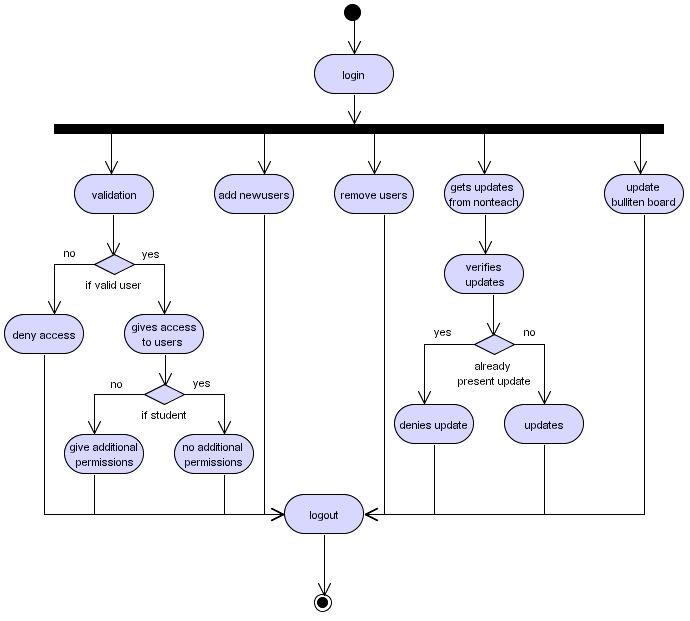 login
validation
add newusers
remove users
gets updates
from nonteach
update
bulliten board
no
yes
if valid user
verifies
updates
deny access
gives access
to users
yes
no
already
present update
no
yes
if student
denies update
updates
give additional
permissions
no additional
permissions
logout